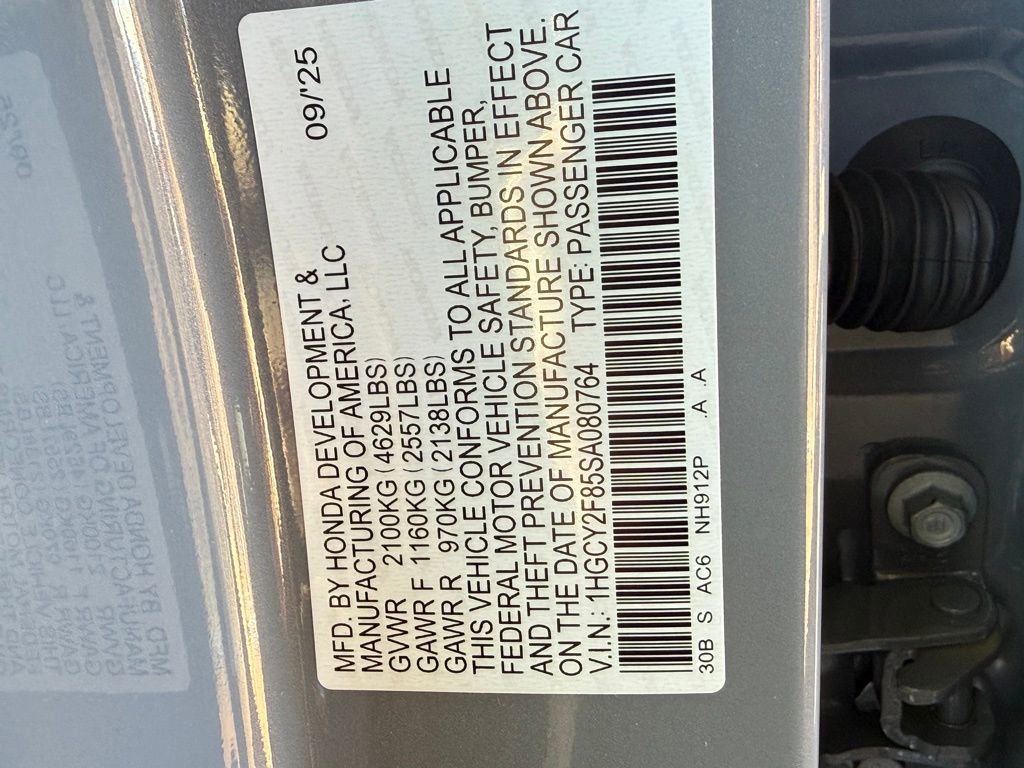 MFD. BY HONDA DEVELOPMENT & 09/'25
MANUFACTURING OF AMERICA, LLC
GVWR 2100KG (4629LBS)
GAWR F 1160KG (2557LBS)
GAWR R 970KG (2138LBS)
THIS VEHICLE CONFORMS TO ALL APPLICABLE
FEDERAL MOTOR VEHICLE SAFETY, BUMPER,
AND THEFT PREVENTION STANDARDS IN EFFECT
ON THE DATE OF MANUFACTURE SHOWN ABOVE.
V.I.N.: 1HGCY2F85SA080764 TYPE: PASSENGER CAR
30B S AC6 NH912P .A .A